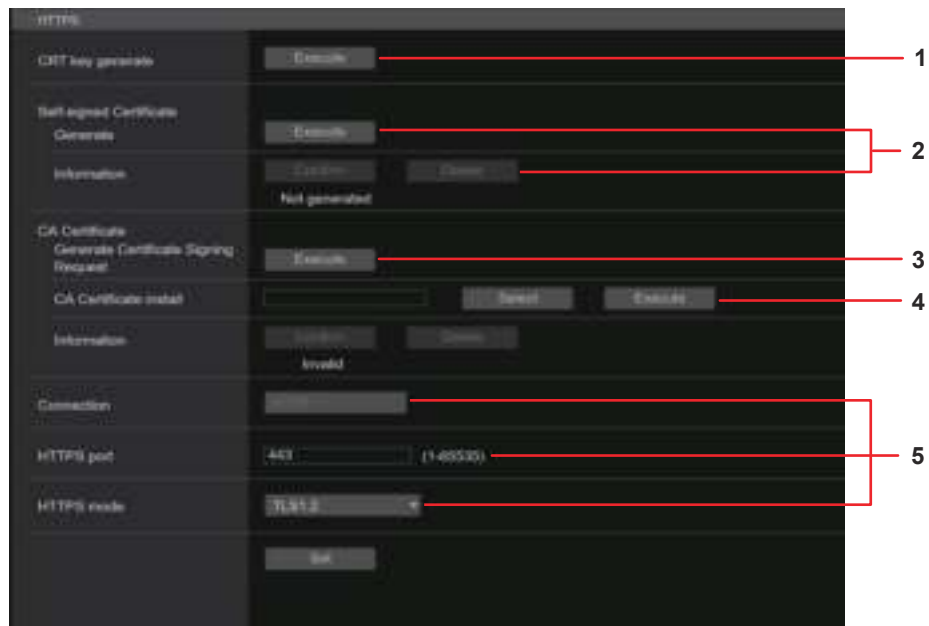 HTTPS
CRT key generate
Execute
1
Self-signed Certificate
Generate
Execute
2
Information
Confirm
Delete
Not generated
CA Certificate
Generate Certificate Signing
Request
Execute
3
CA Certificate install
Select
Execute
4
Information
Confirm
Delete
Invalid
Connection
HTTPS port
443
(1-65535)
5
HTTPS mode
TLS1.2
Set